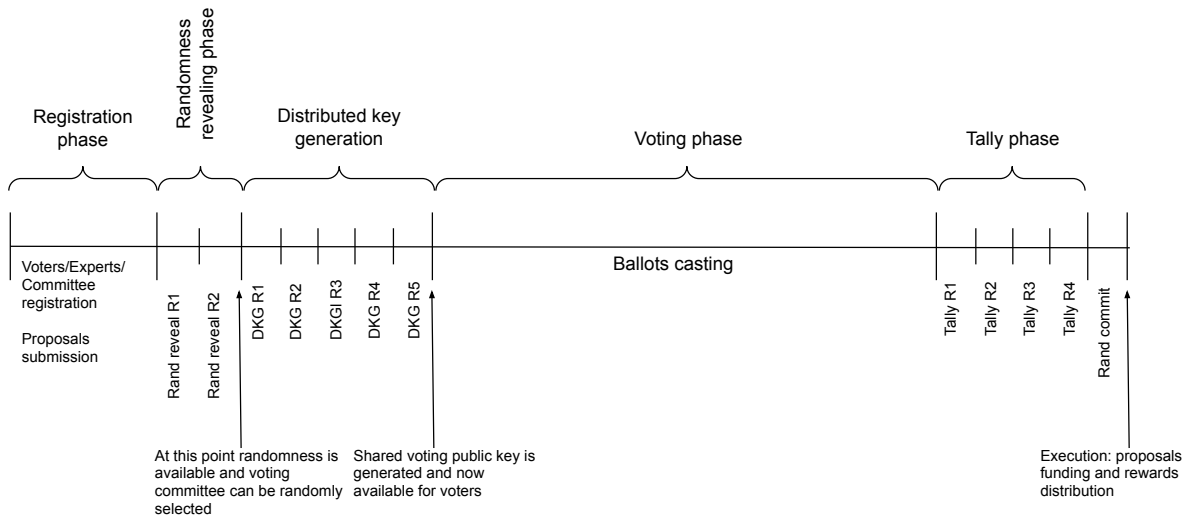 Registration
phase
Randomness
revealing phase
Distributed key
generation
Voting phase
Tally phase
Voters/Experts/
Committee
registration
Proposals
submission
Rand reveal R1
Rand reveal R2
DKG R1
DKG R2
DKGI R3
DKG R4
DKG R5
Ballots casting
Tally R1
Tally R2
Tally R3
Tally R4
Rand commit
At this point randomness is
available and voting
committee can be randomly
selected
Shared voting public key is
generated and now
available for voters
Execution: proposals
funding and rewards
distribution